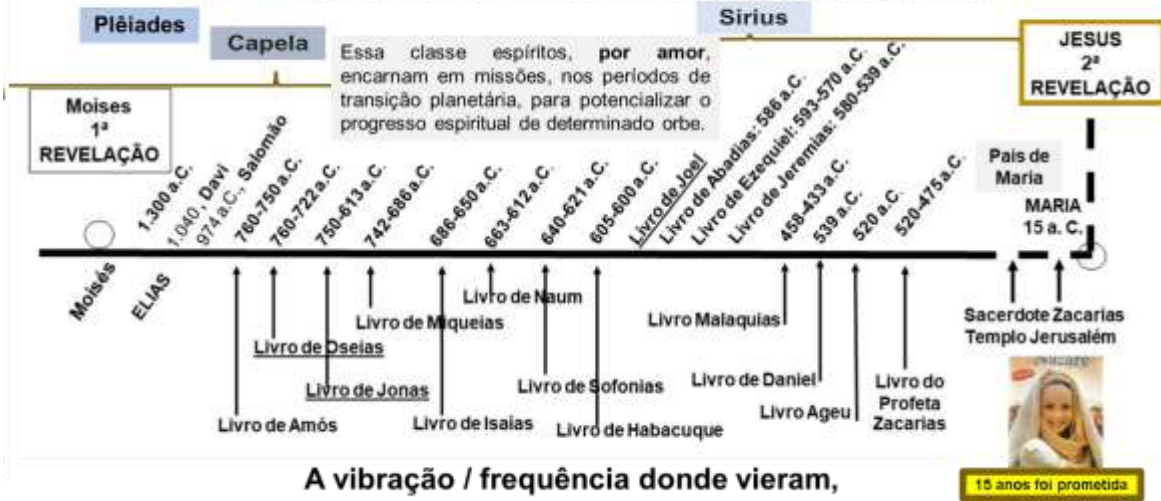 Plêiades
Capela
Sirius
Essa classe espíritos, por amor,
encarnam em missões, nos períodos de
transição planetária, para potencializar o
progresso espiritual de determinado orbe.
JESUS
2ª
REVELAÇÃO
Moises
1ª
REVELAÇÃO
1.300 a.C.
1.040, Davi
974 a.C., Salomão
760-750 a.C.
760-722 a.C.
750-613 a.C.
742-686 a.C.
686-650 a.C.
663-612 a.C.
640-621 a.C.
605-600 a.C.
Livro de Joel
Livro de Abadias: 586 a.C.
Livro de Ezequiel: 593-570 a.C.
Livro de Jeremias: 580-539 a.C.
458-433 a.C.
539 a.C.
520 a.C.
520-475 a.C.
Pais de
Maria
MARIA
15 a. C.
Moisés
ELIAS
Livro de Naum
Livro de Miqueias
Livro de Oseias
Livro de Jonas
Livro de Amós
Livro de Isaias
Livro de Sofonias
Livro de Habacuque
Livro Malaquias
Livro de Daniel
Livro Ageu
Livro do
Profeta
Zacarias
Sacerdote Zacarias
Templo Jerusalém
15 anos foi prometida
A vibração / frequência donde vieram,